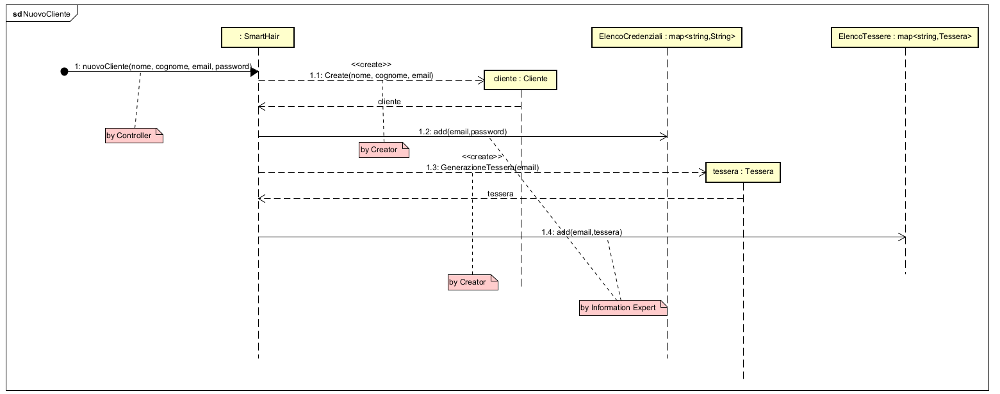 sd NuovoCliente
: SmartHair
ElencoCredenziali : map<string,String>
ElencoTessere : map<string,Tessera>
1: nuovoCliente(nome, cognome, email, password)
<<create>>
1.1: Create(nome, cognome, email)
cliente : Cliente
cliente
by Controller
1.2: add(email,password)
by Creator
<<create>>
1.3: GenerazioneTessera(email)
tessera : Tessera
tessera
1.4: add(email,tessera)
by Creator
by Information Expert